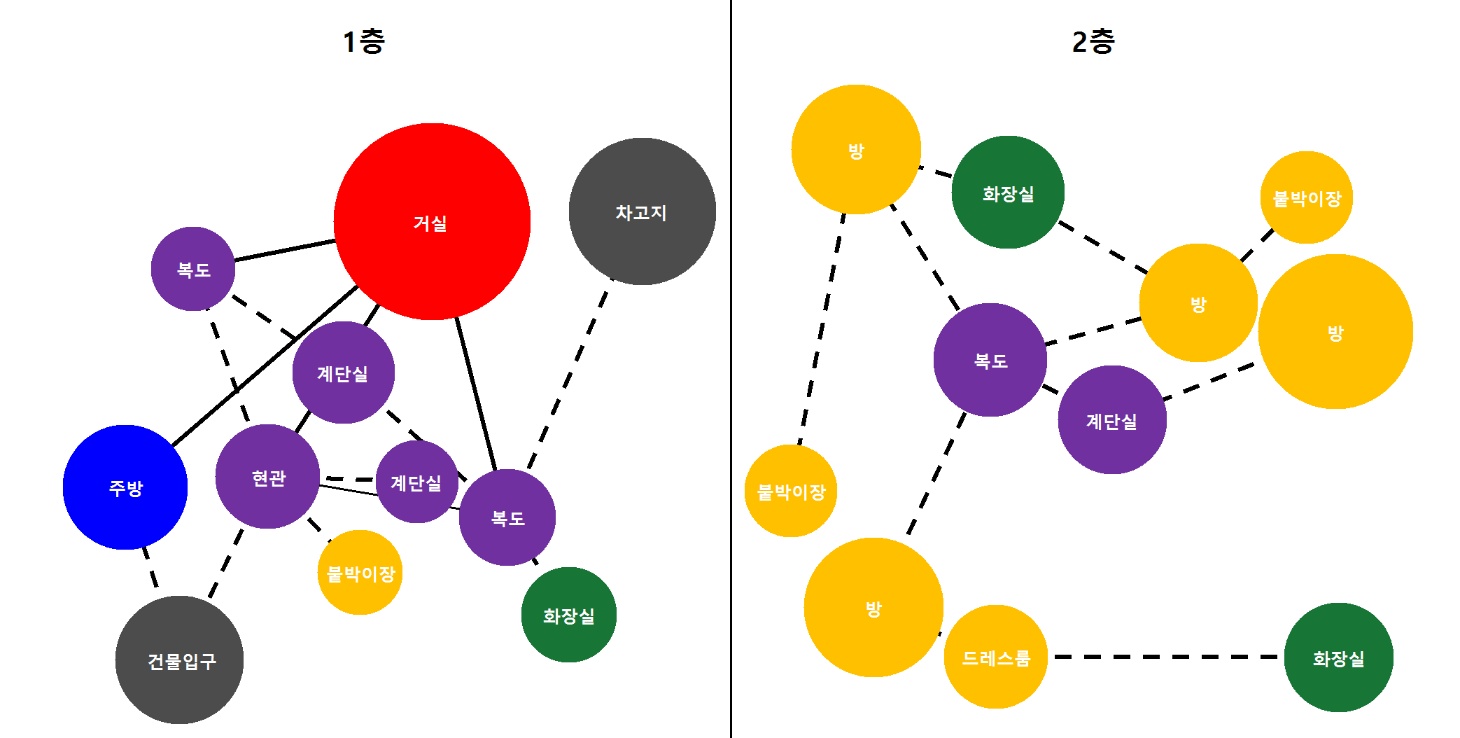 1층
거실
차고지
복도
계단실
현관
계단실
주방
복도
붙박이장
화장실
건물입구
2층
방
화장실
붙박이장
방
방
복도
계단실
붙박이장
방
드레스룸
화장실